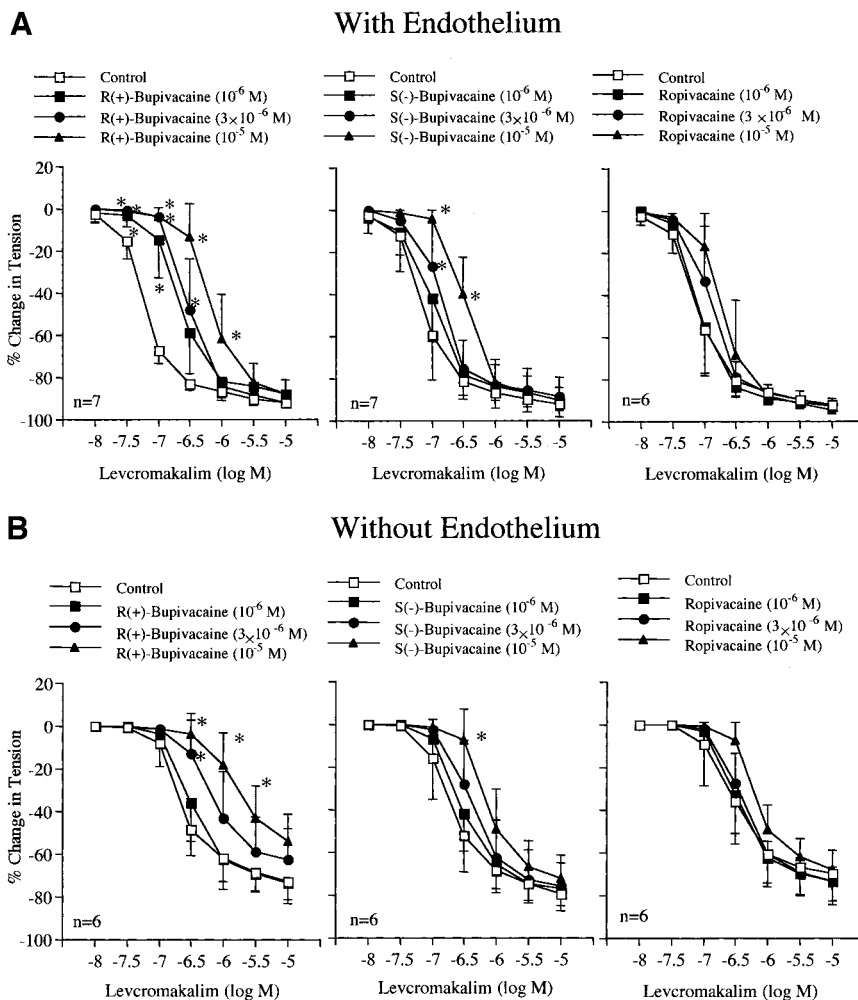 A
With Endothelium
Control
R(+)-Bupivacaine (10⁻⁶ M)
R(+)-Bupivacaine (3×10⁻⁶ M)
R(+)-Bupivacaine (10⁻⁵ M)
Control
S(-)-Bupivacaine (10⁻⁶ M)
S(-)-Bupivacaine (3×10⁻⁶ M)
S(-)-Bupivacaine (10⁻⁵ M)
Control
Ropivacaine (10⁻⁶ M)
Ropivacaine (3×10⁻⁶ M)
Ropivacaine (10⁻⁵ M)
% Change in Tension
20
0
-20
-40
-60
-80
-100
* * * * * * * * * *
n=7
-8 -7.5 -7 -6.5 -6 -5.5 -5
Levcromakalim (log M)
* * *
n=7
-8 -7.5 -7 -6.5 -6 -5.5 -5
Levcromakalim (log M)
n=6
-8 -7.5 -7 -6.5 -6 -5.5 -5
Levcromakalim (log M)
B
Without Endothelium
Control
R(+)-Bupivacaine (10⁻⁶ M)
R(+)-Bupivacaine (3×10⁻⁶ M)
R(+)-Bupivacaine (10⁻⁵ M)
Control
S(-)-Bupivacaine (10⁻⁶ M)
S(-)-Bupivacaine (3×10⁻⁶ M)
S(-)-Bupivacaine (10⁻⁵ M)
Control
Ropivacaine (10⁻⁶ M)
Ropivacaine (3×10⁻⁶ M)
Ropivacaine (10⁻⁵ M)
% Change in Tension
20
0
-20
-40
-60
-80
-100
* * * *
n=6
-8 -7.5 -7 -6.5 -6 -5.5 -5
Levcromakalim (log M)
*
n=6
-8 -7.5 -7 -6.5 -6 -5.5 -5
Levcromakalim (log M)
n=6
-8 -7.5 -7 -6.5 -6 -5.5 -5
Levcromakalim (log M)